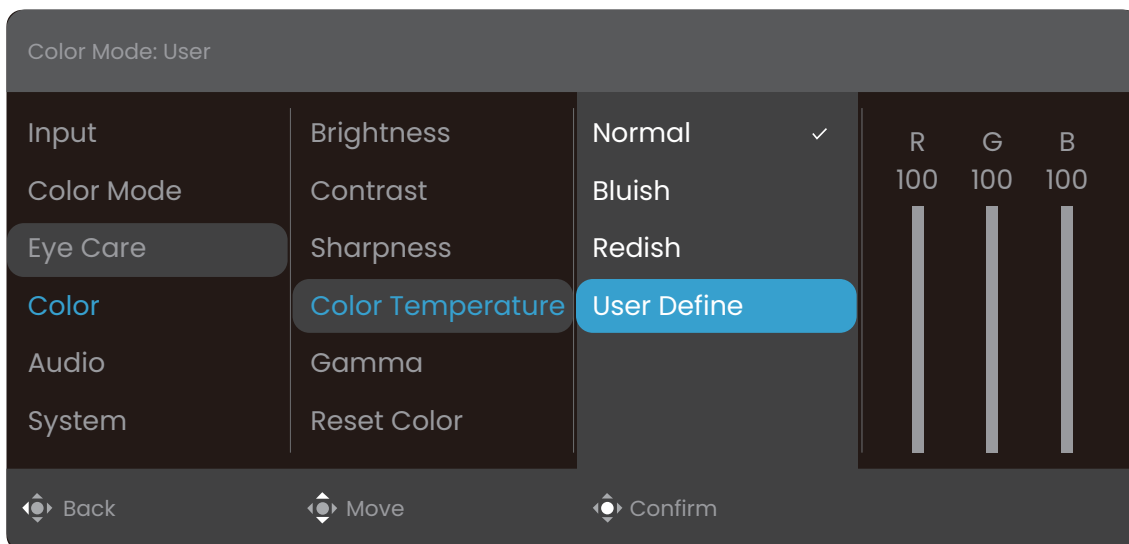 Color Mode: User
Input
Color Mode
Eye Care
Color
Audio
System
Brightness
Contrast
Sharpness
Color Temperature
Gamma
Reset Color
Normal
Bluish
Redish
User Define
R G B
100 100 100
Back Move Confirm